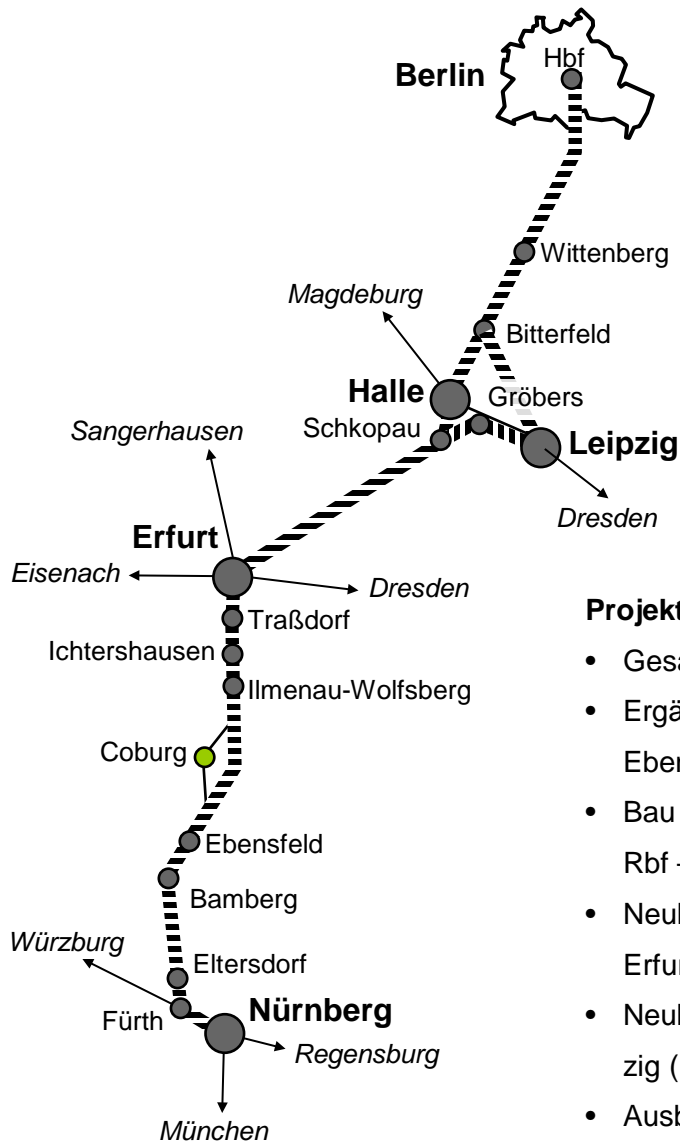 Hbf
Berlin
Wittenberg
Magdeburg
Bitterfeld
Halle
Gröbers
Schkopau
Leipzig
Sangerhausen
Dresden
Erfurt
Eisenach
Dresden
Traßdorf
Ichtershausen
Ilmenau-Wolfsberg
Coburg
Ebensfeld
Bamberg
Würzburg
Eltersdorf
Fürth
Nürnberg
Regensburg
München
Projekt
• Gesa
• Ergä
Eben
• Bau
Rbf -
• Neub
Erfur
• Neub
zig (
• Ausb